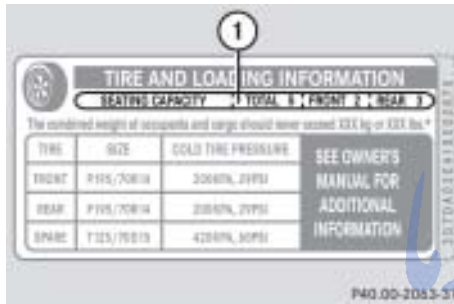 1
TIRE AND LOADING INFORMATION
SEATING CAPACITY TOTAL 5 FRONT 2 REAR 3
The combined weight of occupants and cargo should never exceed XXX kg or XXX lbs.*
TIRE SIZE COLD TIRE PRESSURE SEE OWNER'S MANUAL FOR ADDITIONAL INFORMATION
FRONT P195/70R14 200KPA, 29PSI
REAR P195/70R14 200KPA, 29PSI
SPARE T125/70D15 420KPA, 60PSI
P40.00-2063-31